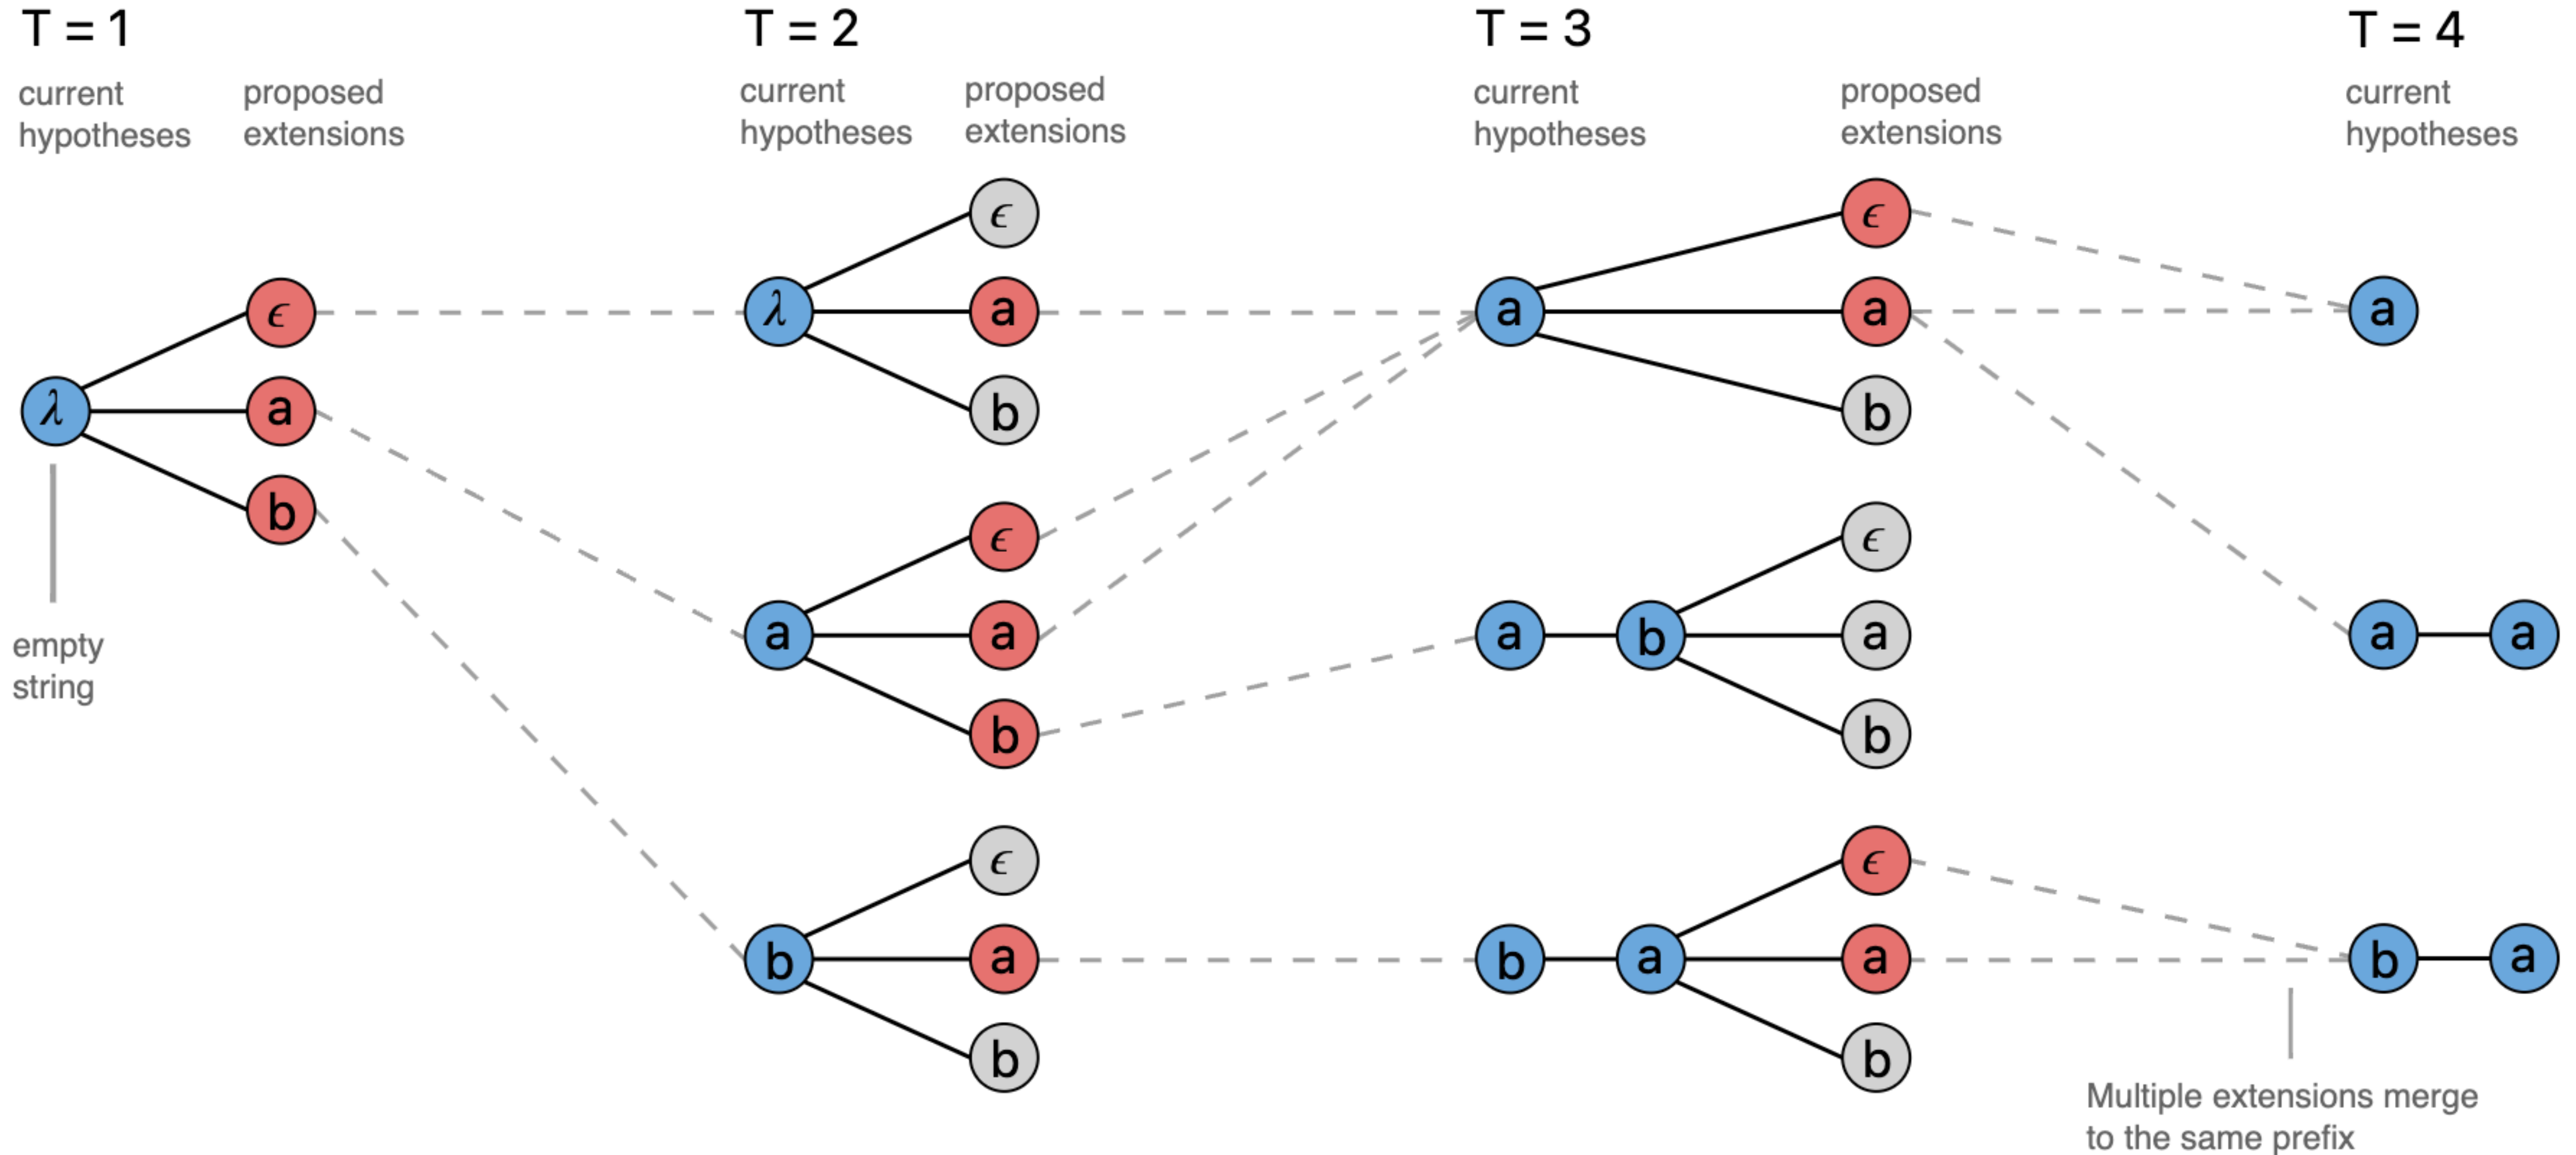 T = 1
T = 2
T = 3
T = 4
current
hypotheses
proposed
extensions
current
hypotheses
proposed
extensions
current
hypotheses
proposed
extensions
current
hypotheses
λ
ϵ
a
b
empty
string
λ
ϵ
a
b
a
ϵ
a
b
b
ϵ
a
b
a
ϵ
a
b
a b
ϵ
a
b
b a
ϵ
a
b
a
a a
b a
Multiple extensions merge
to the same prefix